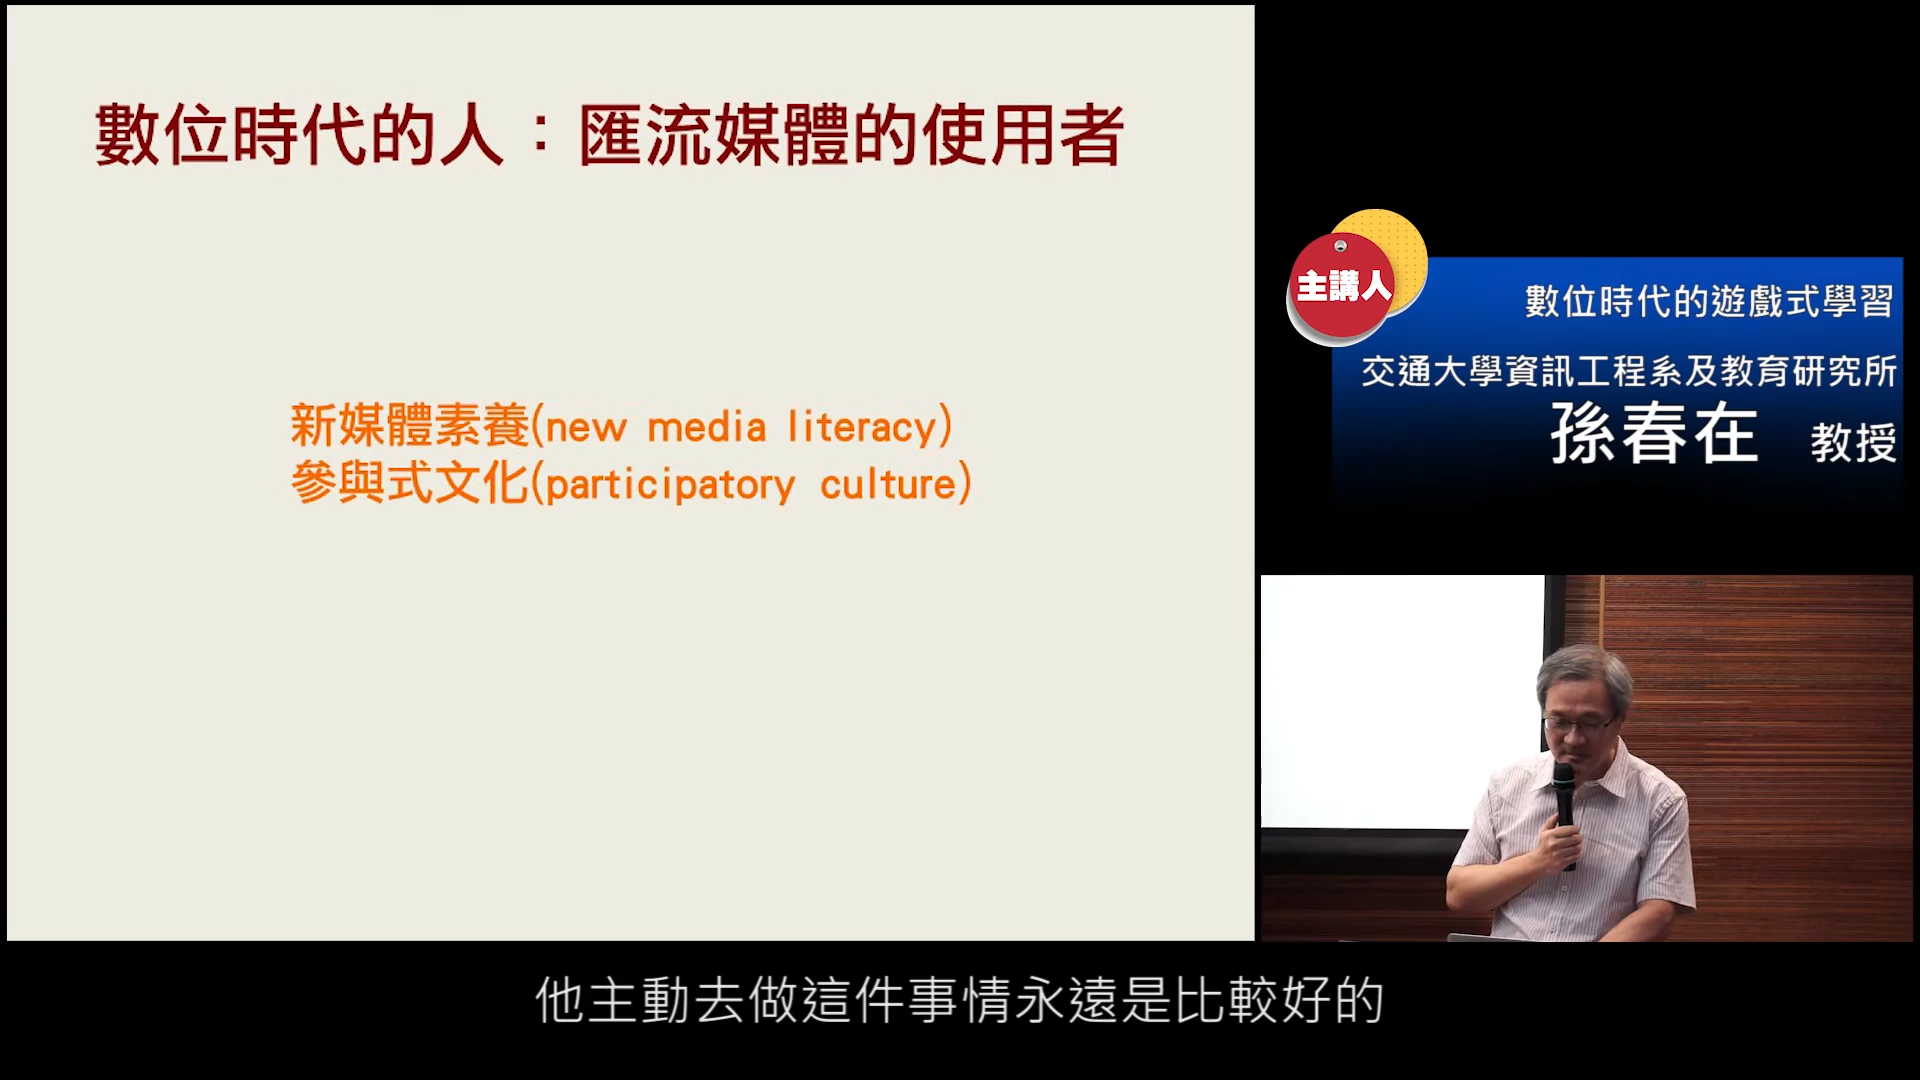 數位時代的人：匯流媒體的使用者
新媒體素養(new media literacy)
參與式文化(participatory culture)
主講人
數位時代的遊戲式學習
交通大學資訊工程系及教育研究所
孫春在 教授
他主動去做這件事情永遠是比較好的